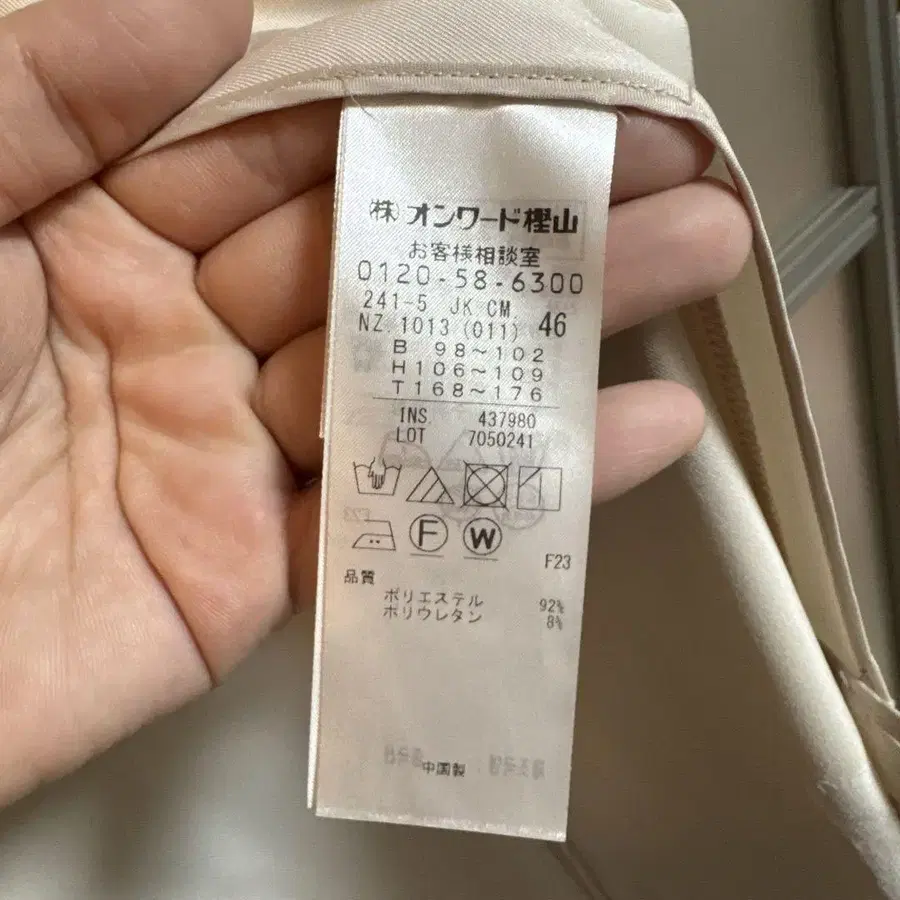 (株)オンワード樫山
お客様相談室
0120-58-6300
241-5 JK CM
NZ.1013 (011) 46
B 98~102
H 106~109
T 168~176
INS. 437980
LOT 7050241
F W
F23
品質
ポリエステル 92%
ポリウレタン 8%
中国製